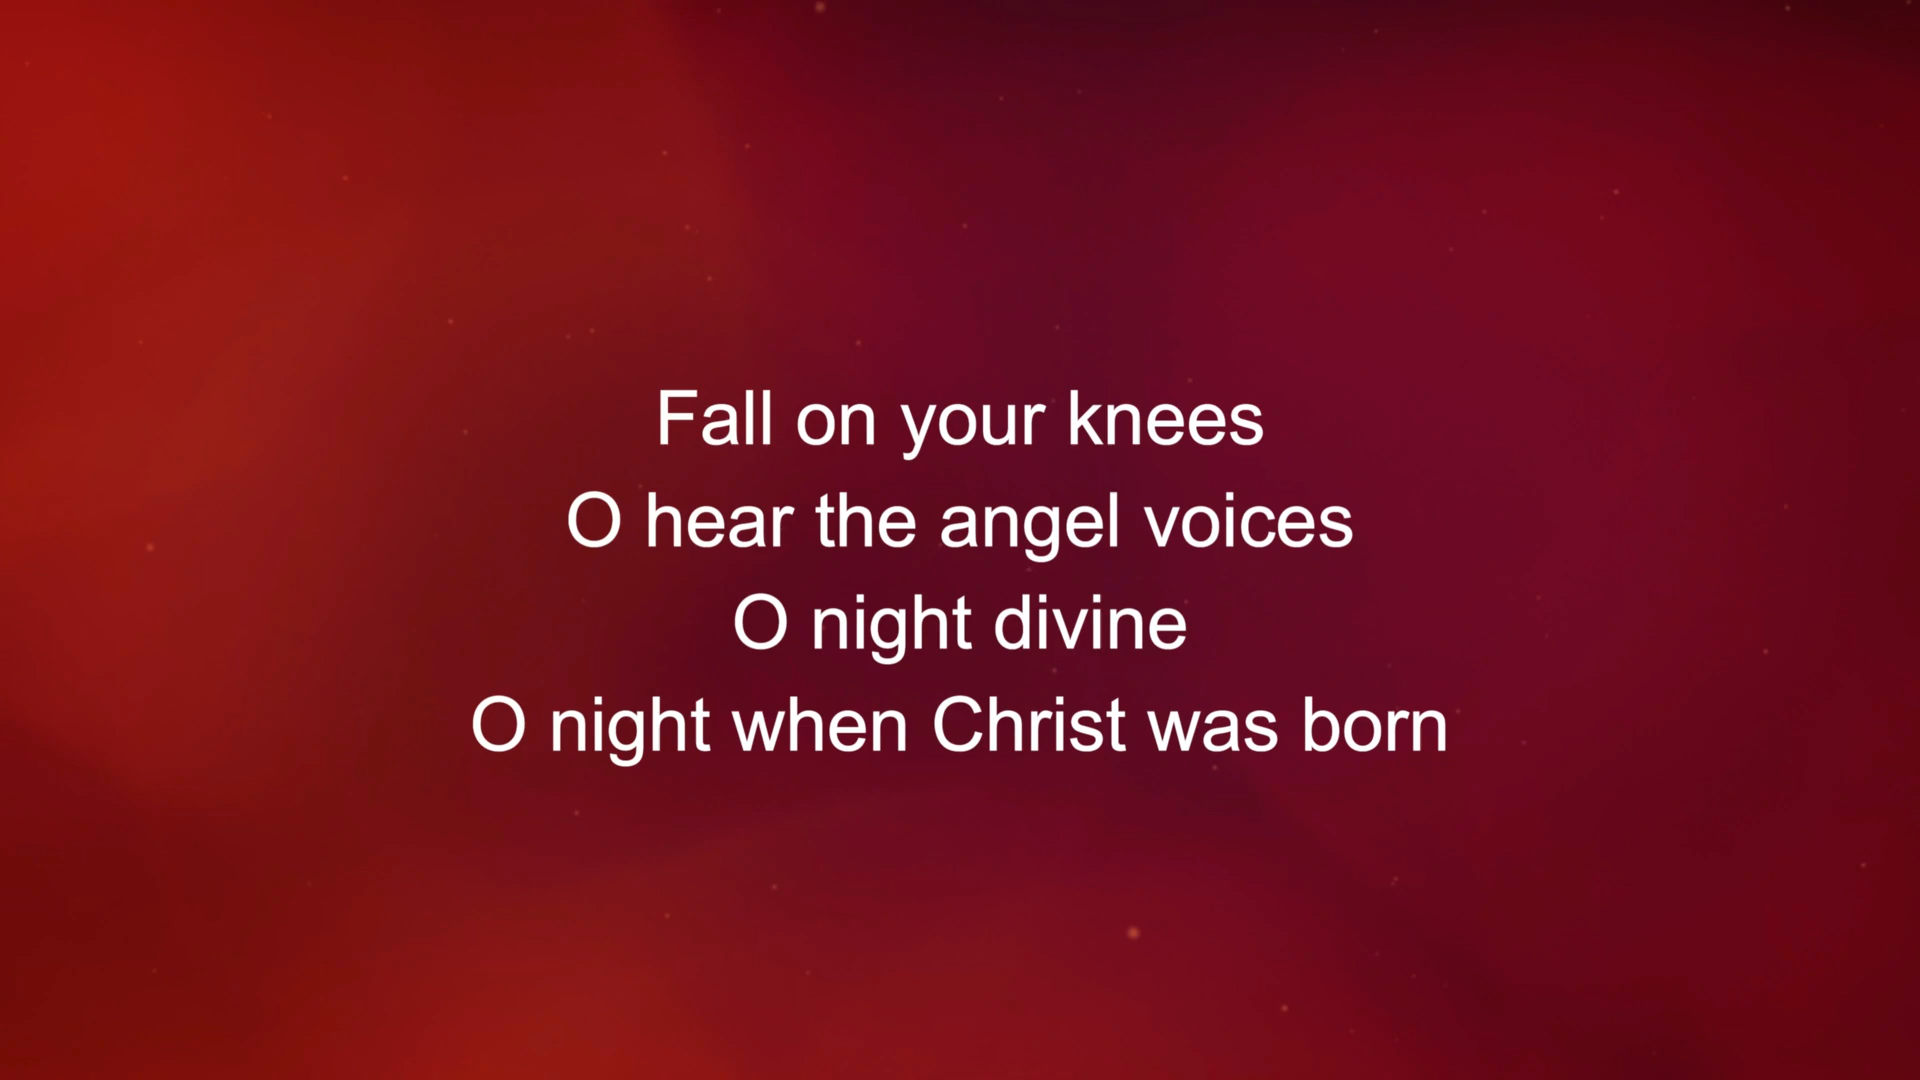 Fall on your knees
O hear the angel voices
O night divine
O night when Christ was born